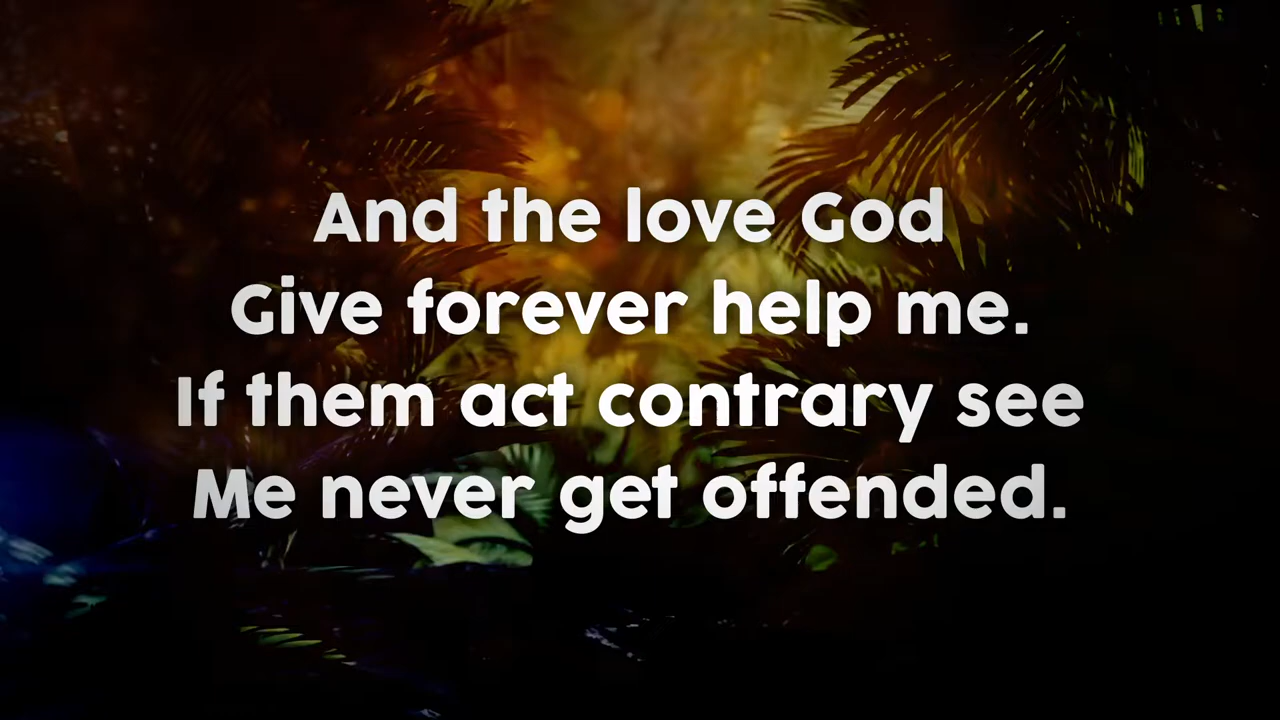 And the love God
Give forever help me.
If them act contrary see
Me never get offended.